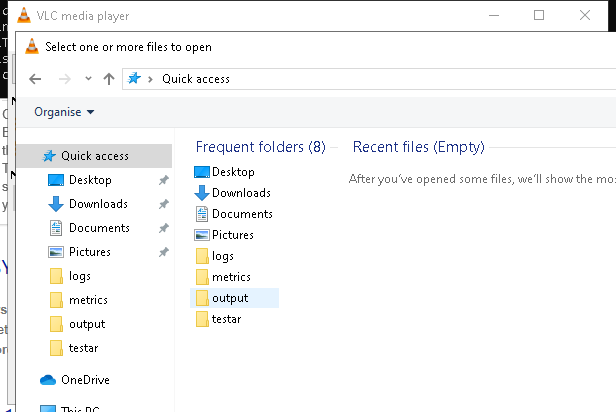 VLC media player
Select one or more files to open
Quick access
Organise
Quick access
Desktop
Downloads
Documents
Pictures
logs
metrics
output
testar
OneDrive
This PC
Frequent folders (8)
Desktop
Downloads
Documents
Pictures
logs
metrics
output
testar
Recent files (Empty)
After you've opened some files, we'll show the mos